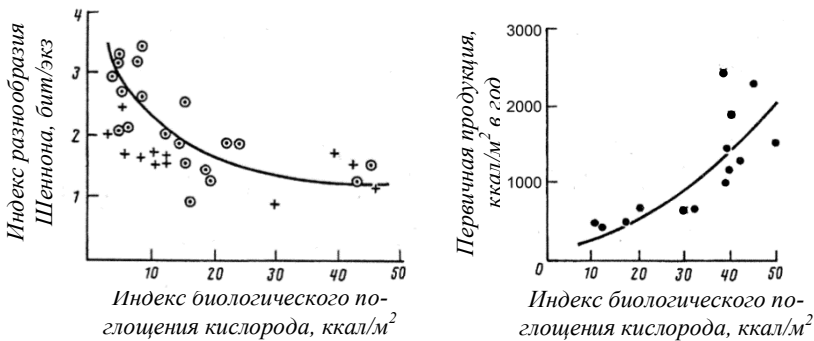 Индекс разнообразия
Шеннона, бит/экз
4
3
2
1
10
20
30
40
50
Индекс биологического по-
глощения кислорода, ккал/м²
Первичная продукция,
ккал/м² в год
3000
2000
1000
0
10
20
30
40
50
Индекс биологического по-
глощения кислорода, ккал/м²